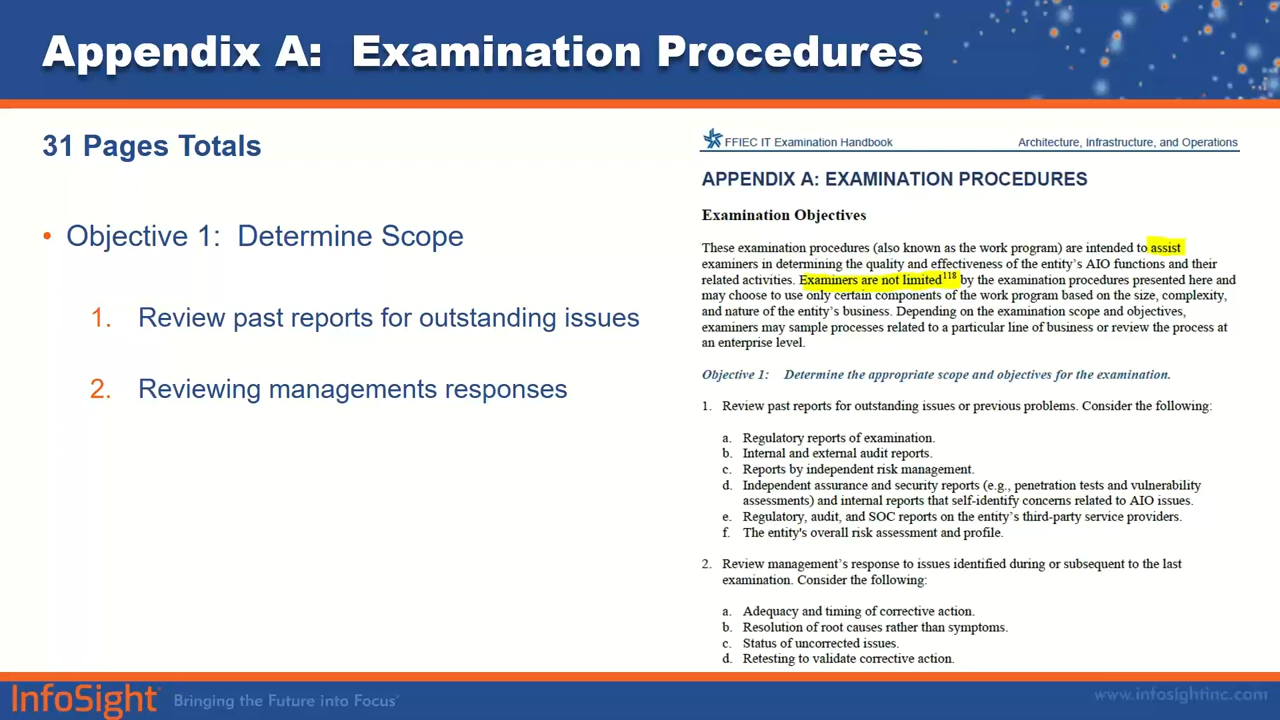 Appendix A: Examination Procedures
31 Pages Totals
• Objective 1: Determine Scope
1. Review past reports for outstanding issues
2. Reviewing managements responses
FFIEC IT Examination Handbook Architecture, Infrastructure, and Operations
APPENDIX A: EXAMINATION PROCEDURES
Examination Objectives
These examination procedures (also known as the work program) are intended to assist
examiners in determining the quality and effectiveness of the entity's AIO functions and their
related activities. Examiners are not limited118 by the examination procedures presented here and
may choose to use only certain components of the work program based on the size, complexity,
and nature of the entity's business. Depending on the examination scope and objectives,
examiners may sample processes related to a particular line of business or review the process at
an enterprise level.
Objective 1: Determine the appropriate scope and objectives for the examination.
1. Review past reports for outstanding issues or previous problems. Consider the following:
a. Regulatory reports of examination.
b. Internal and external audit reports.
c. Reports by independent risk management.
d. Independent assurance and security reports (e.g., penetration tests and vulnerability
assessments) and internal reports that self-identify concerns related to AIO issues.
e. Regulatory, audit, and SOC reports on the entity's third-party service providers.
f. The entity's overall risk assessment and profile.
2. Review management's response to issues identified during or subsequent to the last
examination. Consider the following:
a. Adequacy and timing of corrective action.
b. Resolution of root causes rather than symptoms.
c. Status of uncorrected issues.
d. Retesting to validate corrective action.
InfoSight Bringing the Future into Focus
www.infosightinc.com